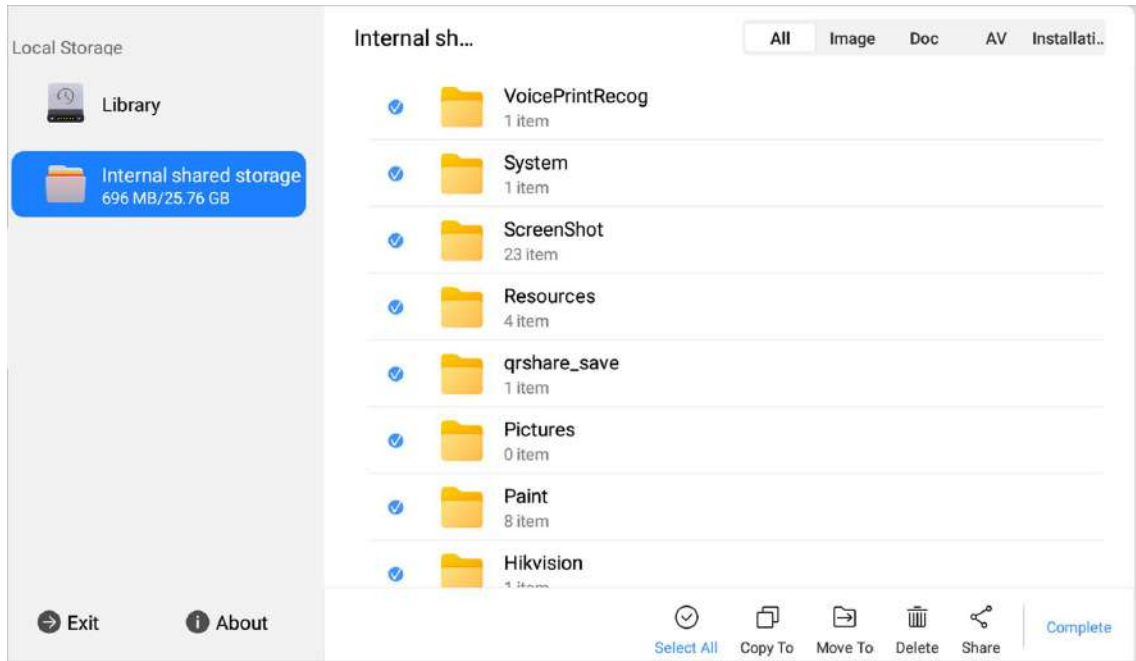 Local Storage
Library
Internal shared storage
696 MB/25.76 GB
Exit
About
Internal sh...
All
Image
Doc
AV
Installati..
VoicePrintRecog
1 item
System
1 item
ScreenShot
23 item
Resources
4 item
qrshare_save
1 item
Pictures
0 item
Paint
8 item
Hikvision
1 item
Select All
Copy To
Move To
Delete
Share
Complete